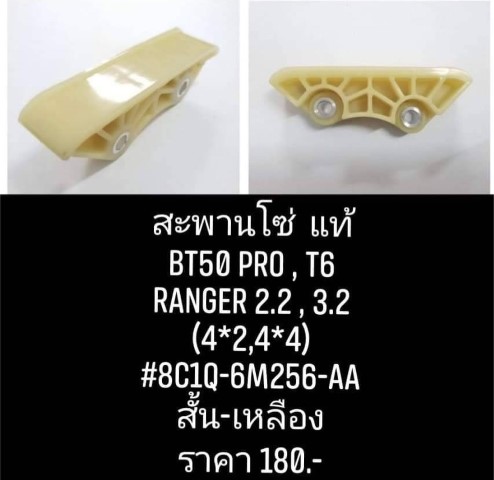 สะพานโซ่ แท้
BT50 PRO , T6
RANGER 2.2 , 3.2
(4*2,4*4)
#8C1Q-6M256-AA
สั้น-เหลือง
ราคา 180.-